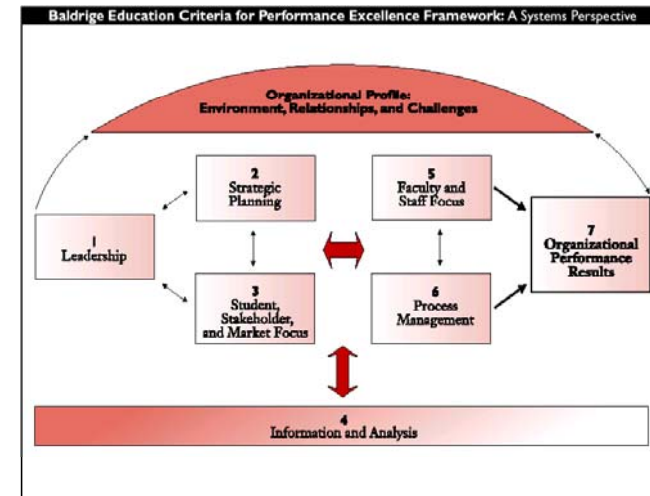 Baldrige Education Criteria for Performance Excellence Framework: A Systems Perspective
Organizational Profile:
Environment, Relationships, and Challenges
2
Strategic
Planning
5
Faculty and
Staff Focus
1
Leadership
7
Organizational
Performance
Results
3
Student,
Stakeholder,
and Market Focus
6
Process
Management
4
Information and Analysis